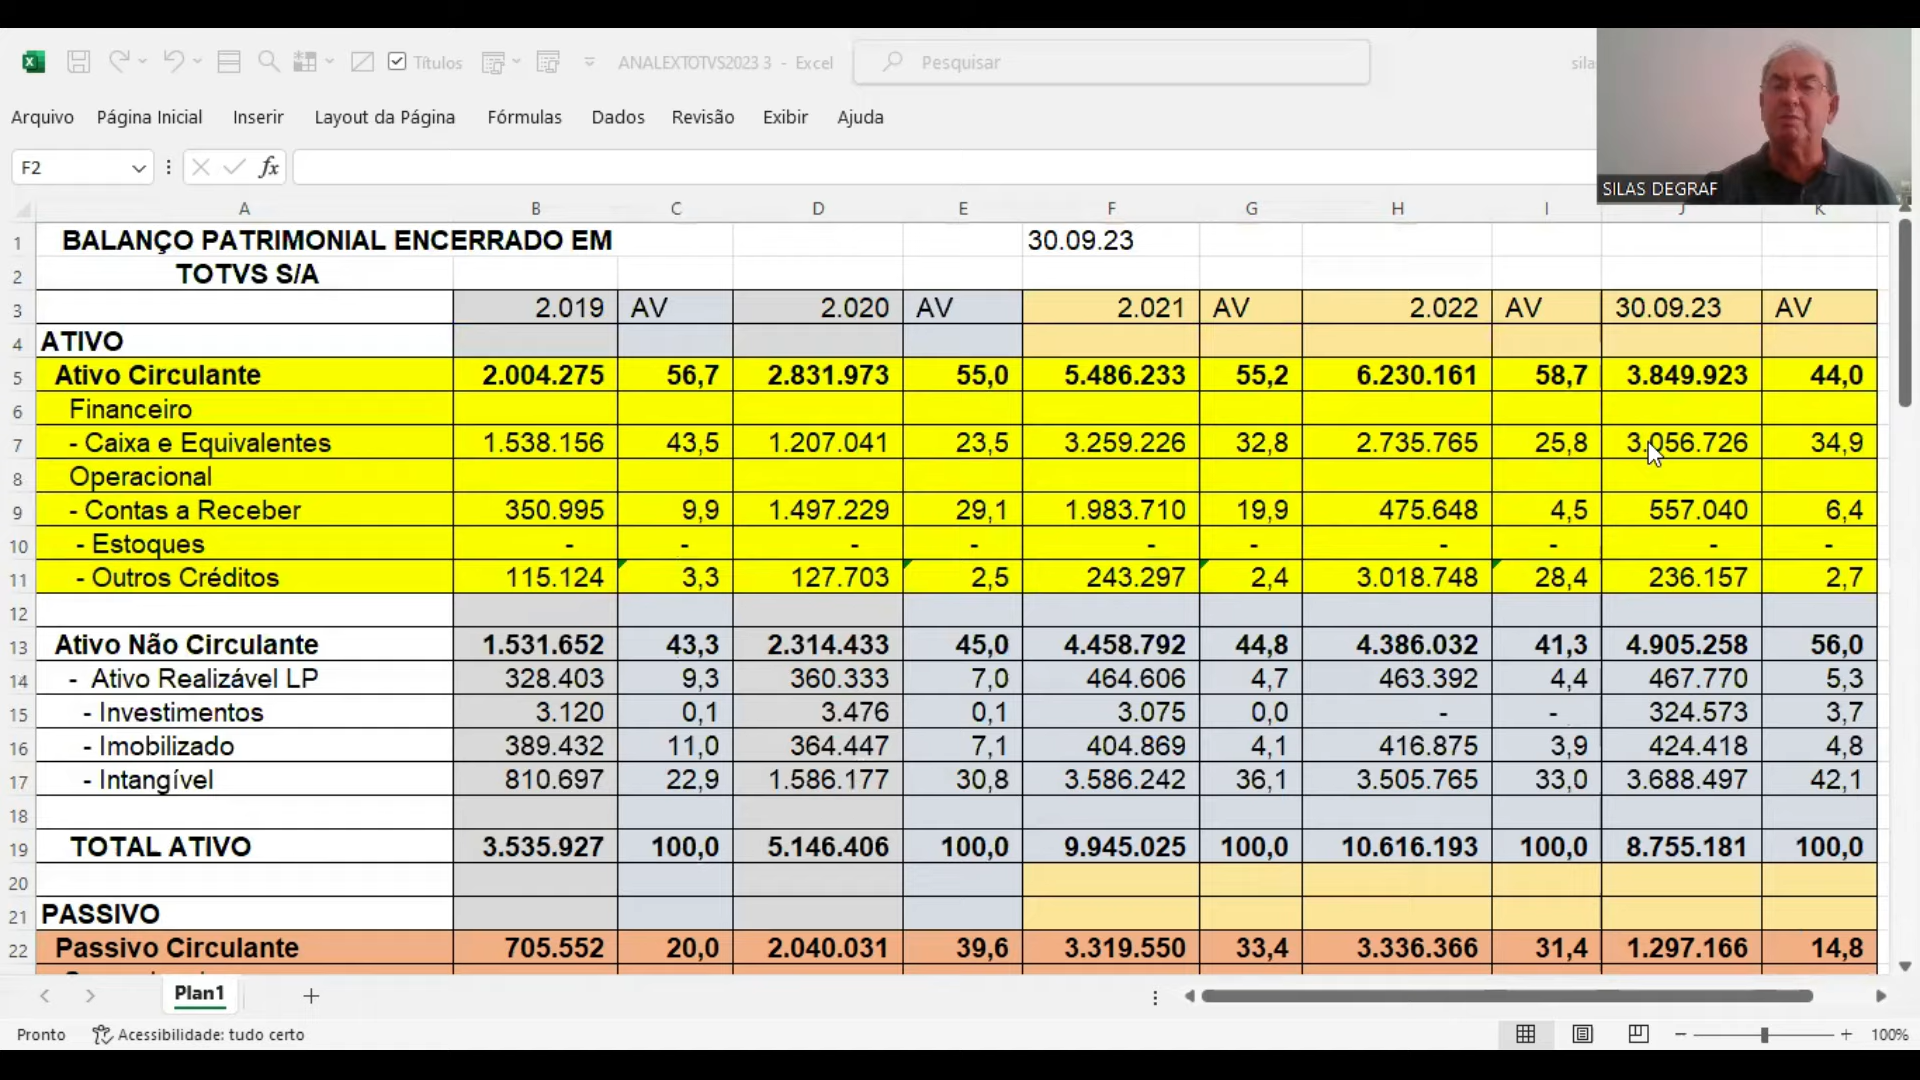 Títulos
ANALEXTOTVS2023 3 - Excel
Pesquisar
sila
Arquivo Página Inicial Inserir Layout da Página Fórmulas Dados Revisão Exibir Ajuda
F2
fx
SILAS DEGRAF
A B C D E F G H I J K
1 BALANÇO PATRIMONIAL ENCERRADO EM 30.09.23
2 TOTVS S/A
3 2.019 AV 2.020 AV 2.021 AV 2.022 AV 30.09.23 AV
4 ATIVO
5 Ativo Circulante 2.004.275 56,7 2.831.973 55,0 5.486.233 55,2 6.230.161 58,7 3.849.923 44,0
6 Financeiro
7 - Caixa e Equivalentes 1.538.156 43,5 1.207.041 23,5 3.259.226 32,8 2.735.765 25,8 3.056.726 34,9
8 Operacional
9 - Contas a Receber 350.995 9,9 1.497.229 29,1 1.983.710 19,9 475.648 4,5 557.040 6,4
10 - Estoques - - - - - - - - - -
11 - Outros Créditos 115.124 3,3 127.703 2,5 243.297 2,4 3.018.748 28,4 236.157 2,7
12
13 Ativo Não Circulante 1.531.652 43,3 2.314.433 45,0 4.458.792 44,8 4.386.032 41,3 4.905.258 56,0
14 - Ativo Realizável LP 328.403 9,3 360.333 7,0 464.606 4,7 463.392 4,4 467.770 5,3
15 - Investimentos 3.120 0,1 3.476 0,1 3.075 0,0 - - 324.573 3,7
16 - Imobilizado 389.432 11,0 364.447 7,1 404.869 4,1 416.875 3,9 424.418 4,8
17 - Intangível 810.697 22,9 1.586.177 30,8 3.586.242 36,1 3.505.765 33,0 3.688.497 42,1
18
19 TOTAL ATIVO 3.535.927 100,0 5.146.406 100,0 9.945.025 100,0 10.616.193 100,0 8.755.181 100,0
20
21 PASSIVO
22 Passivo Circulante 705.552 20,0 2.040.031 39,6 3.319.550 33,4 3.336.366 31,4 1.297.166 14,8
Plan1
Pronto Acessibilidade: tudo certo
100%